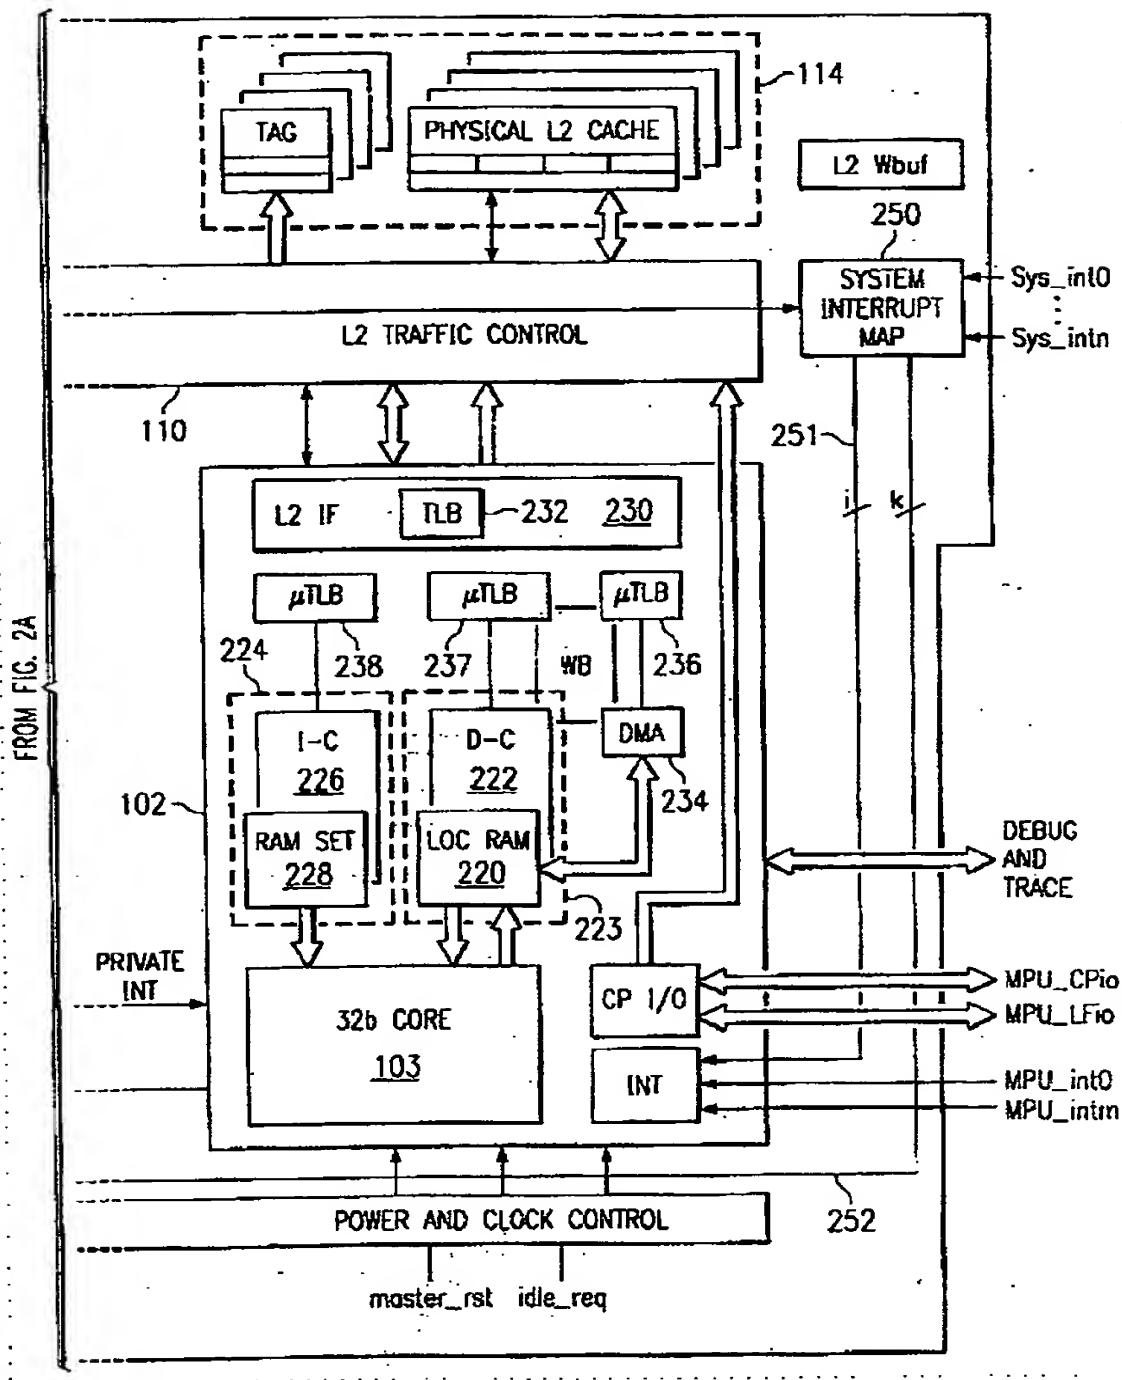 114
TAG
PHYSICAL L2 CACHE
L2 Wbuf
250
SYSTEM
INTERRUPT
MAP
Sys_int0
Sys_intn
L2 TRAFFIC CONTROL
110
251
i
k
L2 IF
TLB
232
230
μTLB
μTLB
μTLB
224
238
237
WB
236
FROM FIG. 2A
I-C
226
D-C
222
DMA
234
102
RAM SET
228
LOC RAM
220
223
DEBUG
AND
TRACE
PRIVATE
INT
32b CORE
103
CP I/O
MPU_CPio
MPU_LFio
INT
MPU_int0
MPU_intm
252
POWER AND CLOCK CONTROL
master_rst idle_req